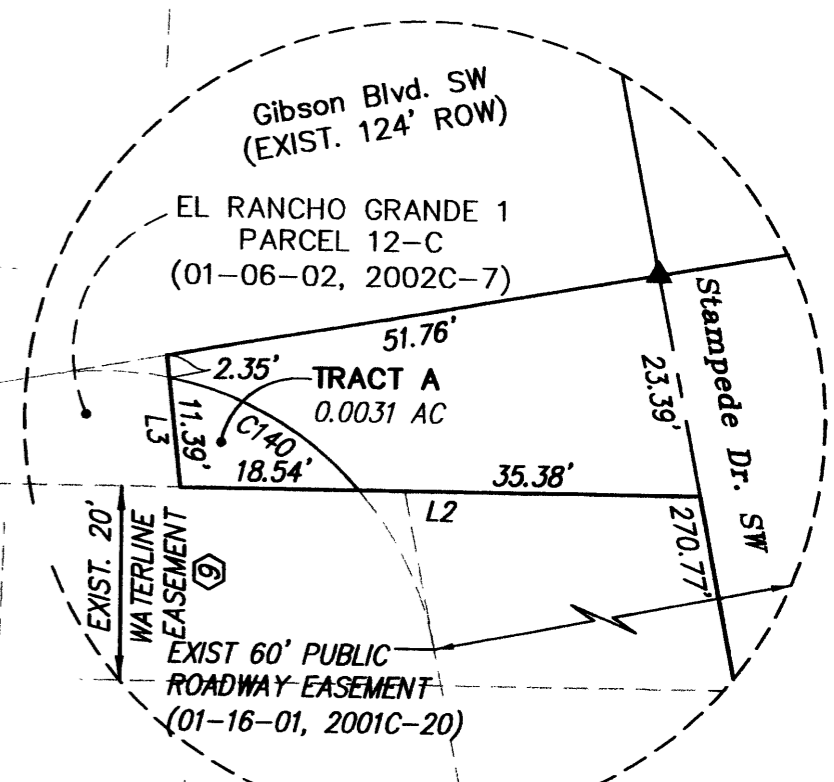 Gibson Blvd. SW
(EXIST. 124' ROW)
EL RANCHO GRANDE 1
PARCEL 12-C
(01-06-02, 2002C-7)
51.76'
2.35'
TRACT A
0.0031 AC
11.39'
L3
C140
18.54'
35.38'
L2
23.39'
Stampede Dr. SW
270.77'
EXIST. 20'
WATERLINE
EASEMENT
6
EXIST 60' PUBLIC
ROADWAY EASEMENT
(01-16-01, 2001C-20)